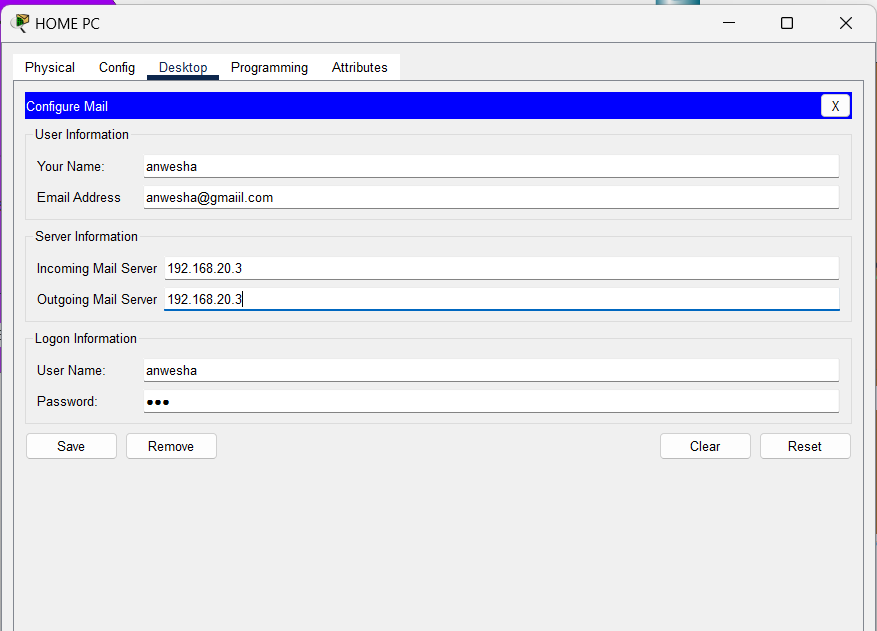 HOME PC
Physical Config Desktop Programming Attributes
Configure Mail X
User Information
Your Name: anwesha
Email Address anwesha@gmaiil.com
Server Information
Incoming Mail Server 192.168.20.3
Outgoing Mail Server 192.168.20.3
Logon Information
User Name: anwesha
Password: ●●●
Save Remove Clear Reset